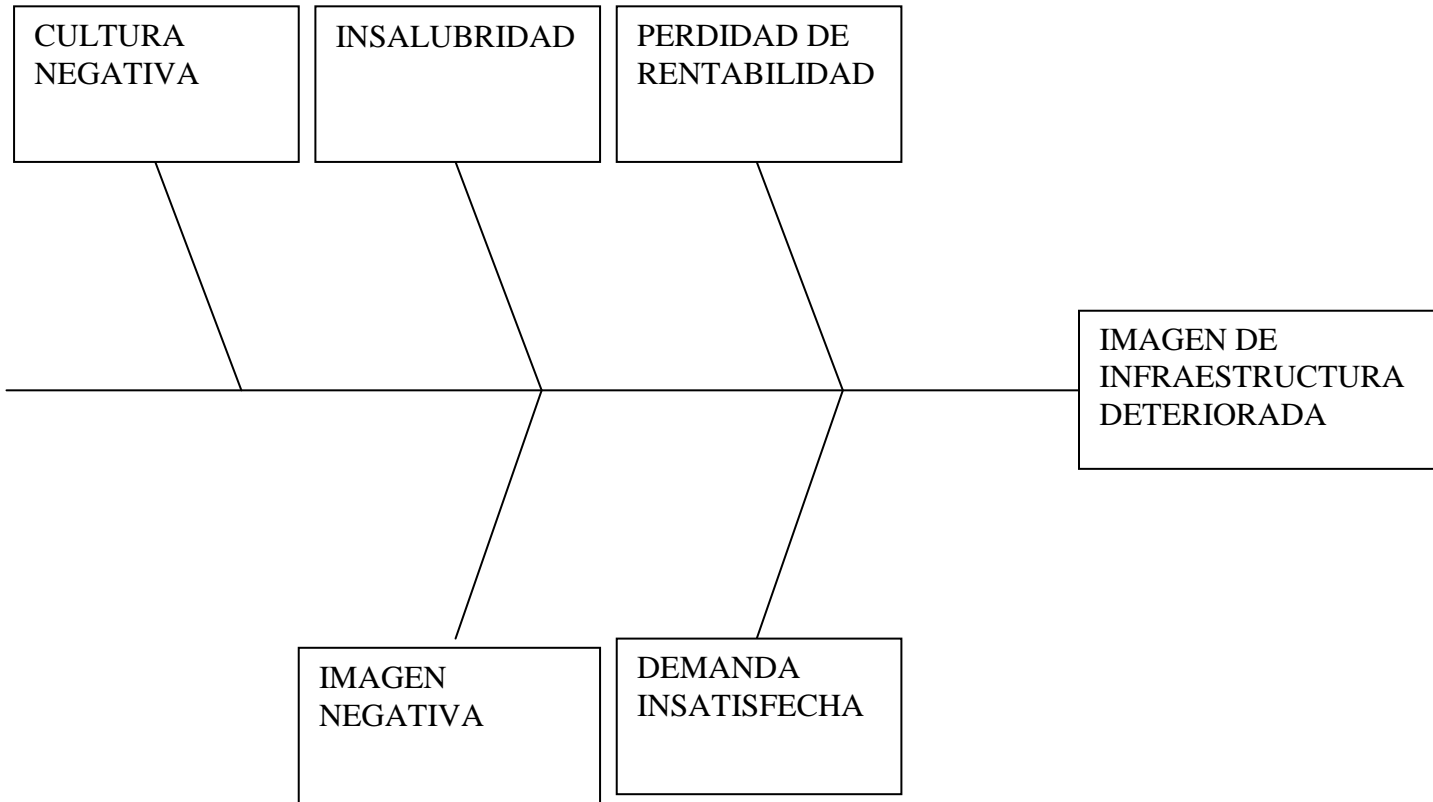 CULTURA
NEGATIVA
INSALUBRIDAD
PERDIDAD DE
RENTABILIDAD
IMAGEN DE
INFRAESTRUCTURA
DETERIORADA
IMAGEN
NEGATIVA
DEMANDA
INSATISFECHA